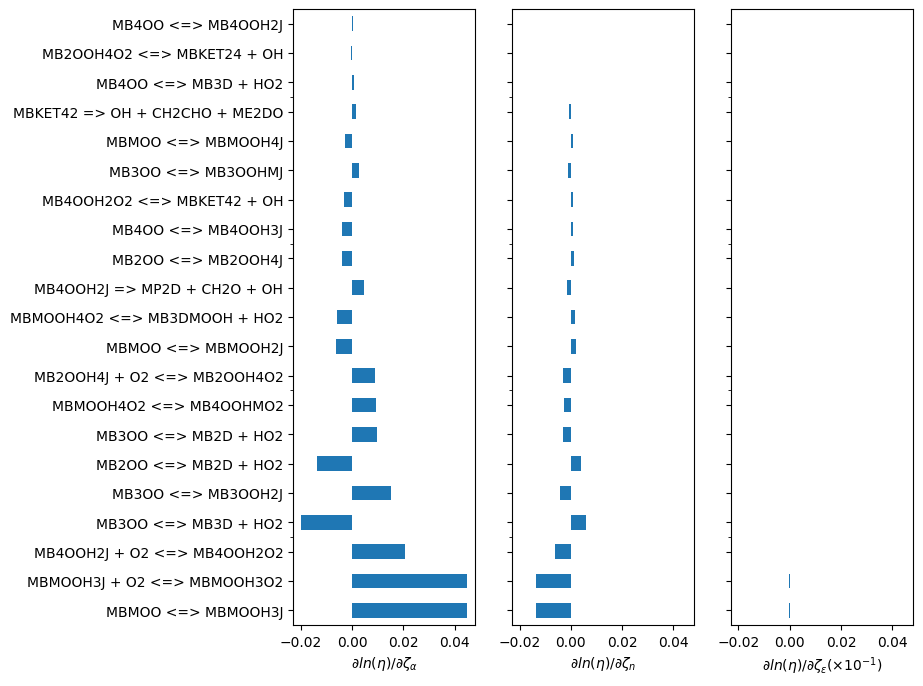 MB4OO <=> MB4OOH2J
MB2OOH4O2 <=> MBKET24 + OH
MB4OO <=> MB3D + HO2
MBKET42 => OH + CH2CHO + ME2DO
MBMOO <=> MBMOOH4J
MB3OO <=> MB3OOHMJ
MB4OOH2O2 <=> MBKET42 + OH
MB4OO <=> MB4OOH3J
MB2OO <=> MB2OOH4J
MB4OOH2J => MP2D + CH2O + OH
MBMOOH4O2 <=> MB3DMOOH + HO2
MBMOO <=> MBMOOH2J
MB2OOH4J + O2 <=> MB2OOH4O2
MBMOOH4O2 <=> MB4OOHMO2
MB3OO <=> MB2D + HO2
MB2OO <=> MB2D + HO2
MB3OO <=> MB3OOH2J
MB3OO <=> MB3D + HO2
MB4OOH2J + O2 <=> MB4OOH2O2
MBMOOH3J + O2 <=> MBMOOH3O2
MBMOO <=> MBMOOH3J
−0.02 0.00 0.02 0.04
∂ln(η)/∂ζα
−0.02 0.00 0.02 0.04
∂ln(η)/∂ζn
−0.02 0.00 0.02 0.04
∂ln(η)/∂ζε(×10⁻¹)